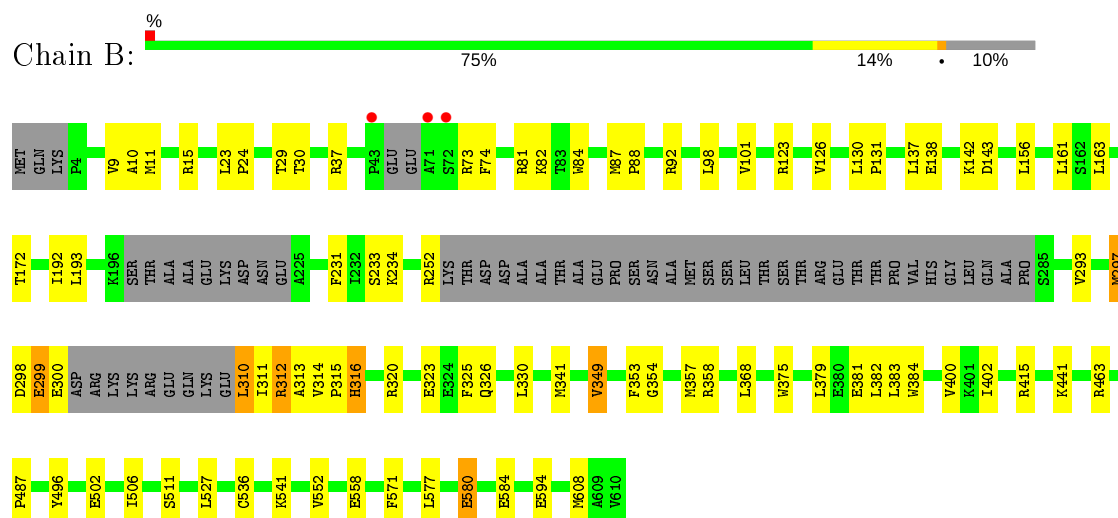 %
Chain B:
75% 14% • 10%
MET GLN LYS P4 V9 A10 M11 R15 L23 P24 T29 T30 R37 P43 GLU GLU A71 S72 R73 F74 R81 K82 T83 W84 M87 P88 R92 L98 V101 R123 V126 L130 P131 L137 E138 K142 D143 L156 L161 S162 L163
T172 I192 L193 K196 SER THR ALA ALA GLU LYS ASP ASN GLU A225 F231 I232 S233 K234 R252 LYS THR ASP ASP ALA ALA THR ALA GLU PRO SER ASN ALA MET SER SER LEU THR SER THR ARG GLU THR THR PRO VAL HIS GLY LEU GLN ALA PRO S285 V293 M297
D298 E299 E300 ASP ARG LYS LYS ARG GLU GLN LYS GLU L310 I311 R312 A313 V314 P315 H316 R320 E323 E324 F325 Q326 L330 M341 V349 F353 G354 M357 R358 L368 W375 L379 E380 E381 L382 L383 W384 V400 K401 I402 R415 K441 R463
P487 Y496 E502 I506 S511 L527 C536 K541 V552 E558 F571 L577 E580 E584 E594 M608 A609 V610